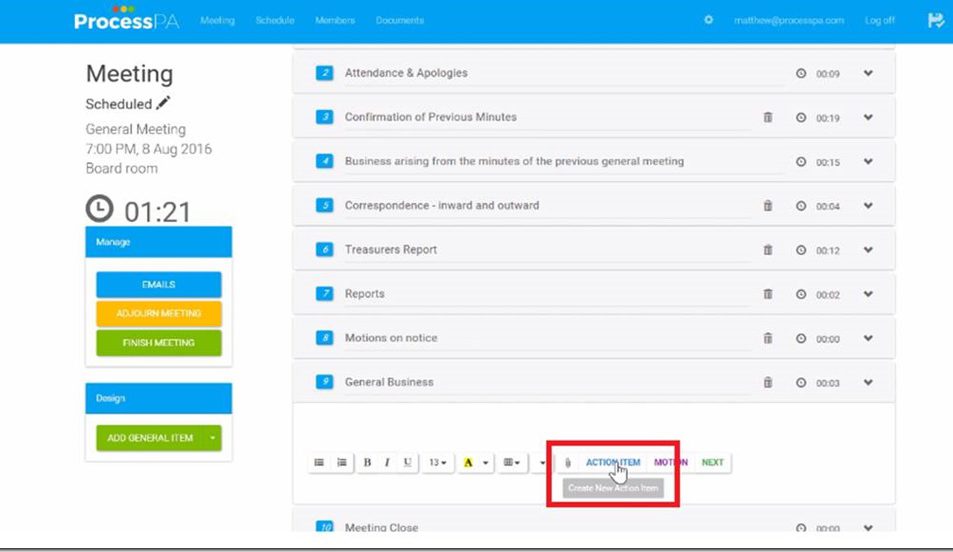 ProcessPA Meeting Schedule Members Documents matthew@processpa.com Log off
Meeting
Scheduled
General Meeting
7:00 PM, 8 Aug 2016
Board room
01:21
Manage
EMAILS
ADJOURN MEETING
FINISH MEETING
Design
ADD GENERAL ITEM
2 Attendance & Apologies 00:09
3 Confirmation of Previous Minutes 00:19
4 Business arising from the minutes of the previous general meeting 00:15
5 Correspondence - inward and outward 00:04
6 Treasurers Report 00:12
7 Reports 00:02
8 Motions on notice 00:00
9 General Business 00:03
B I U 13 A ACTION ITEM MOTION NEXT
Create New Action Item
10 Meeting Close 00:00